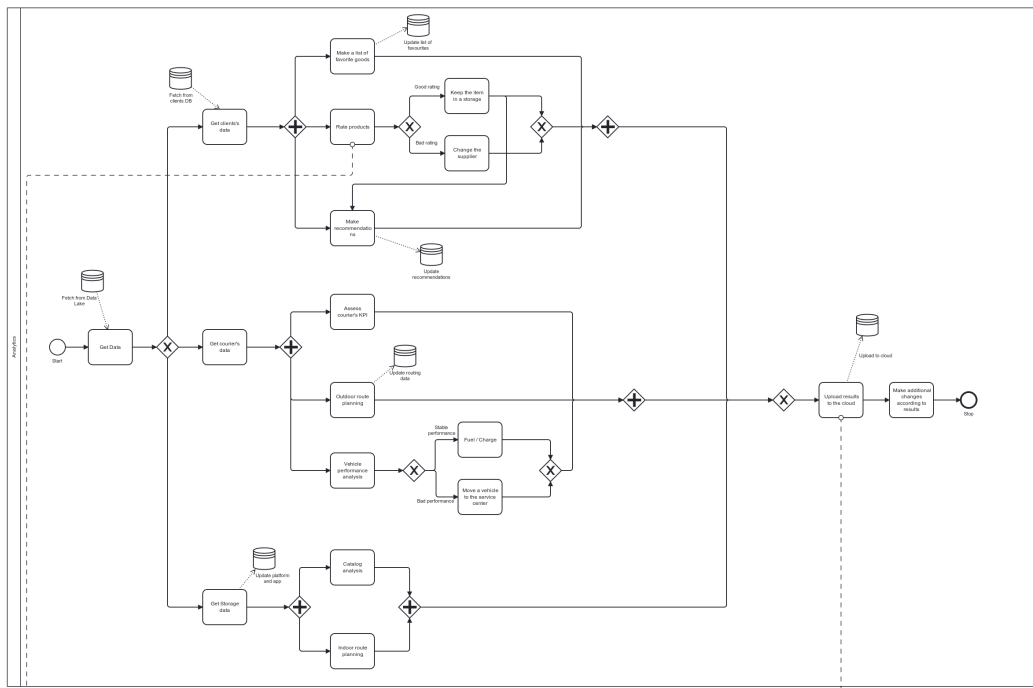 Analytics
Start
Fetch from Data
Lake
Get Data
Fetch from
clients DB
Get clients's
data
Make a list of
favorite goods
Update list of
favourites
Rate products
Good rating
Bad rating
Keep the item
in a storage
Change the
supplier
Make
recommendatio
ns
Update
recommendations
Get courier's
data
Assess
courier's KPI
Outdoor route
planning
Update routing
data
Vehicle
performance
analysis
Stable
performance
Bad performance
Fuel / Charge
Move a vehicle
to the service
center
Get Storage
data
Update platform
and app
Catalog
analysis
Indoor route
planning
Upload to cloud
Upload results
to the cloud
Make additional
changes
according to
results
Stop